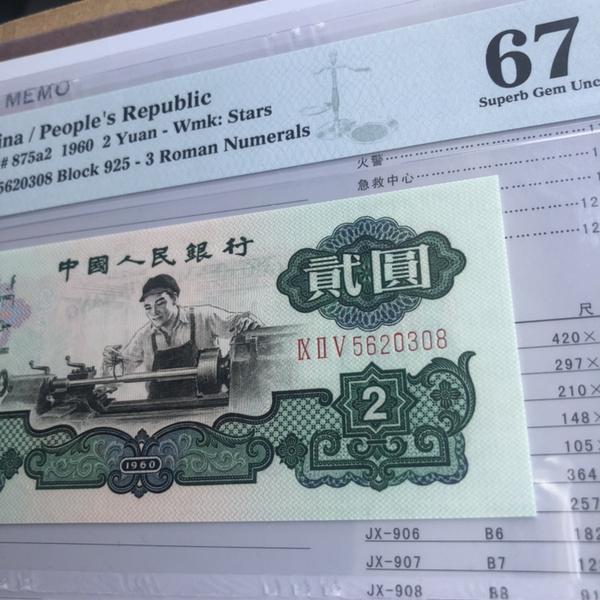 MEMO
67
Superb Gem Unc
ina / People's Republic
# 875a2 1960 2 Yuan - Wmk: Stars
5620308 Block 925 - 3 Roman Numerals
火警
急救中心
12
12
中國人民銀行
貳圓
IX II V 5620308
2
1960
尺
420×
297×
210×
148×
105×
364
257
JX-906 B6 182
JX-907 B7 12
JX-908 B8 91